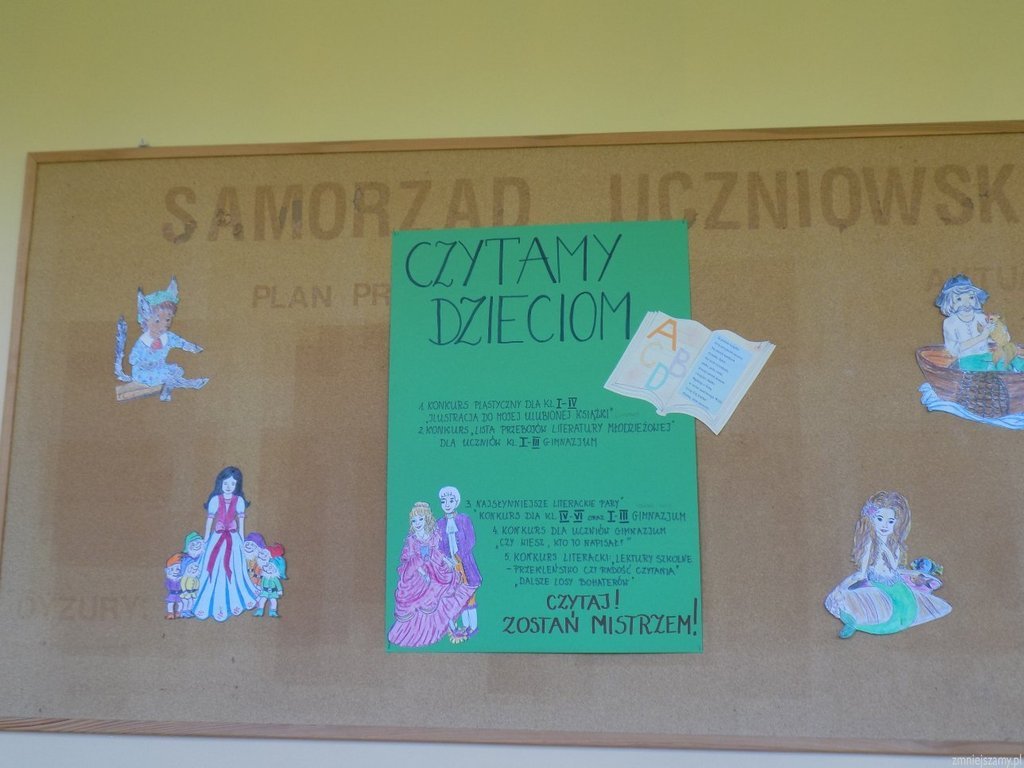 SAMORZAD UCZNIOWSK
PLAN PR
CZYTAMY
DZIECIOM
A
C B
D
1. KONKURS PLASTYCZNY DLA KL. I-IV
„ILUSTRACJA DO MOJEJ ULUBIONEJ KSIĄŻKI"
2. KONKURS „LISTA PRZEBOJÓW LITERATURY MŁODZIEŻOWEJ"
DLA UCZNIÓW KL. I-III GIMNAZJUM
3. NAJSŁYNNIEJSZE LITERACKIE PARY"
KONKURS DLA KL. IV-VI ORAZ I-III GIMNAZJUM
4. KONKURS DLA UCZNIÓW GIMNAZJUM
„CZY WIESZ, KTO TO NAPISAŁ?"
5. KONKURS LITERACKI: „LEKTURY SZKOLNE
- PRZEKLEŃSTWO CZY RADOŚĆ CZYTANIA"
„DALSZE LOSY BOHATERÓW"
CZYTAJ!
ZOSTAŃ MISTRZEM!
DYŻURY:
zmniejszamy.pl